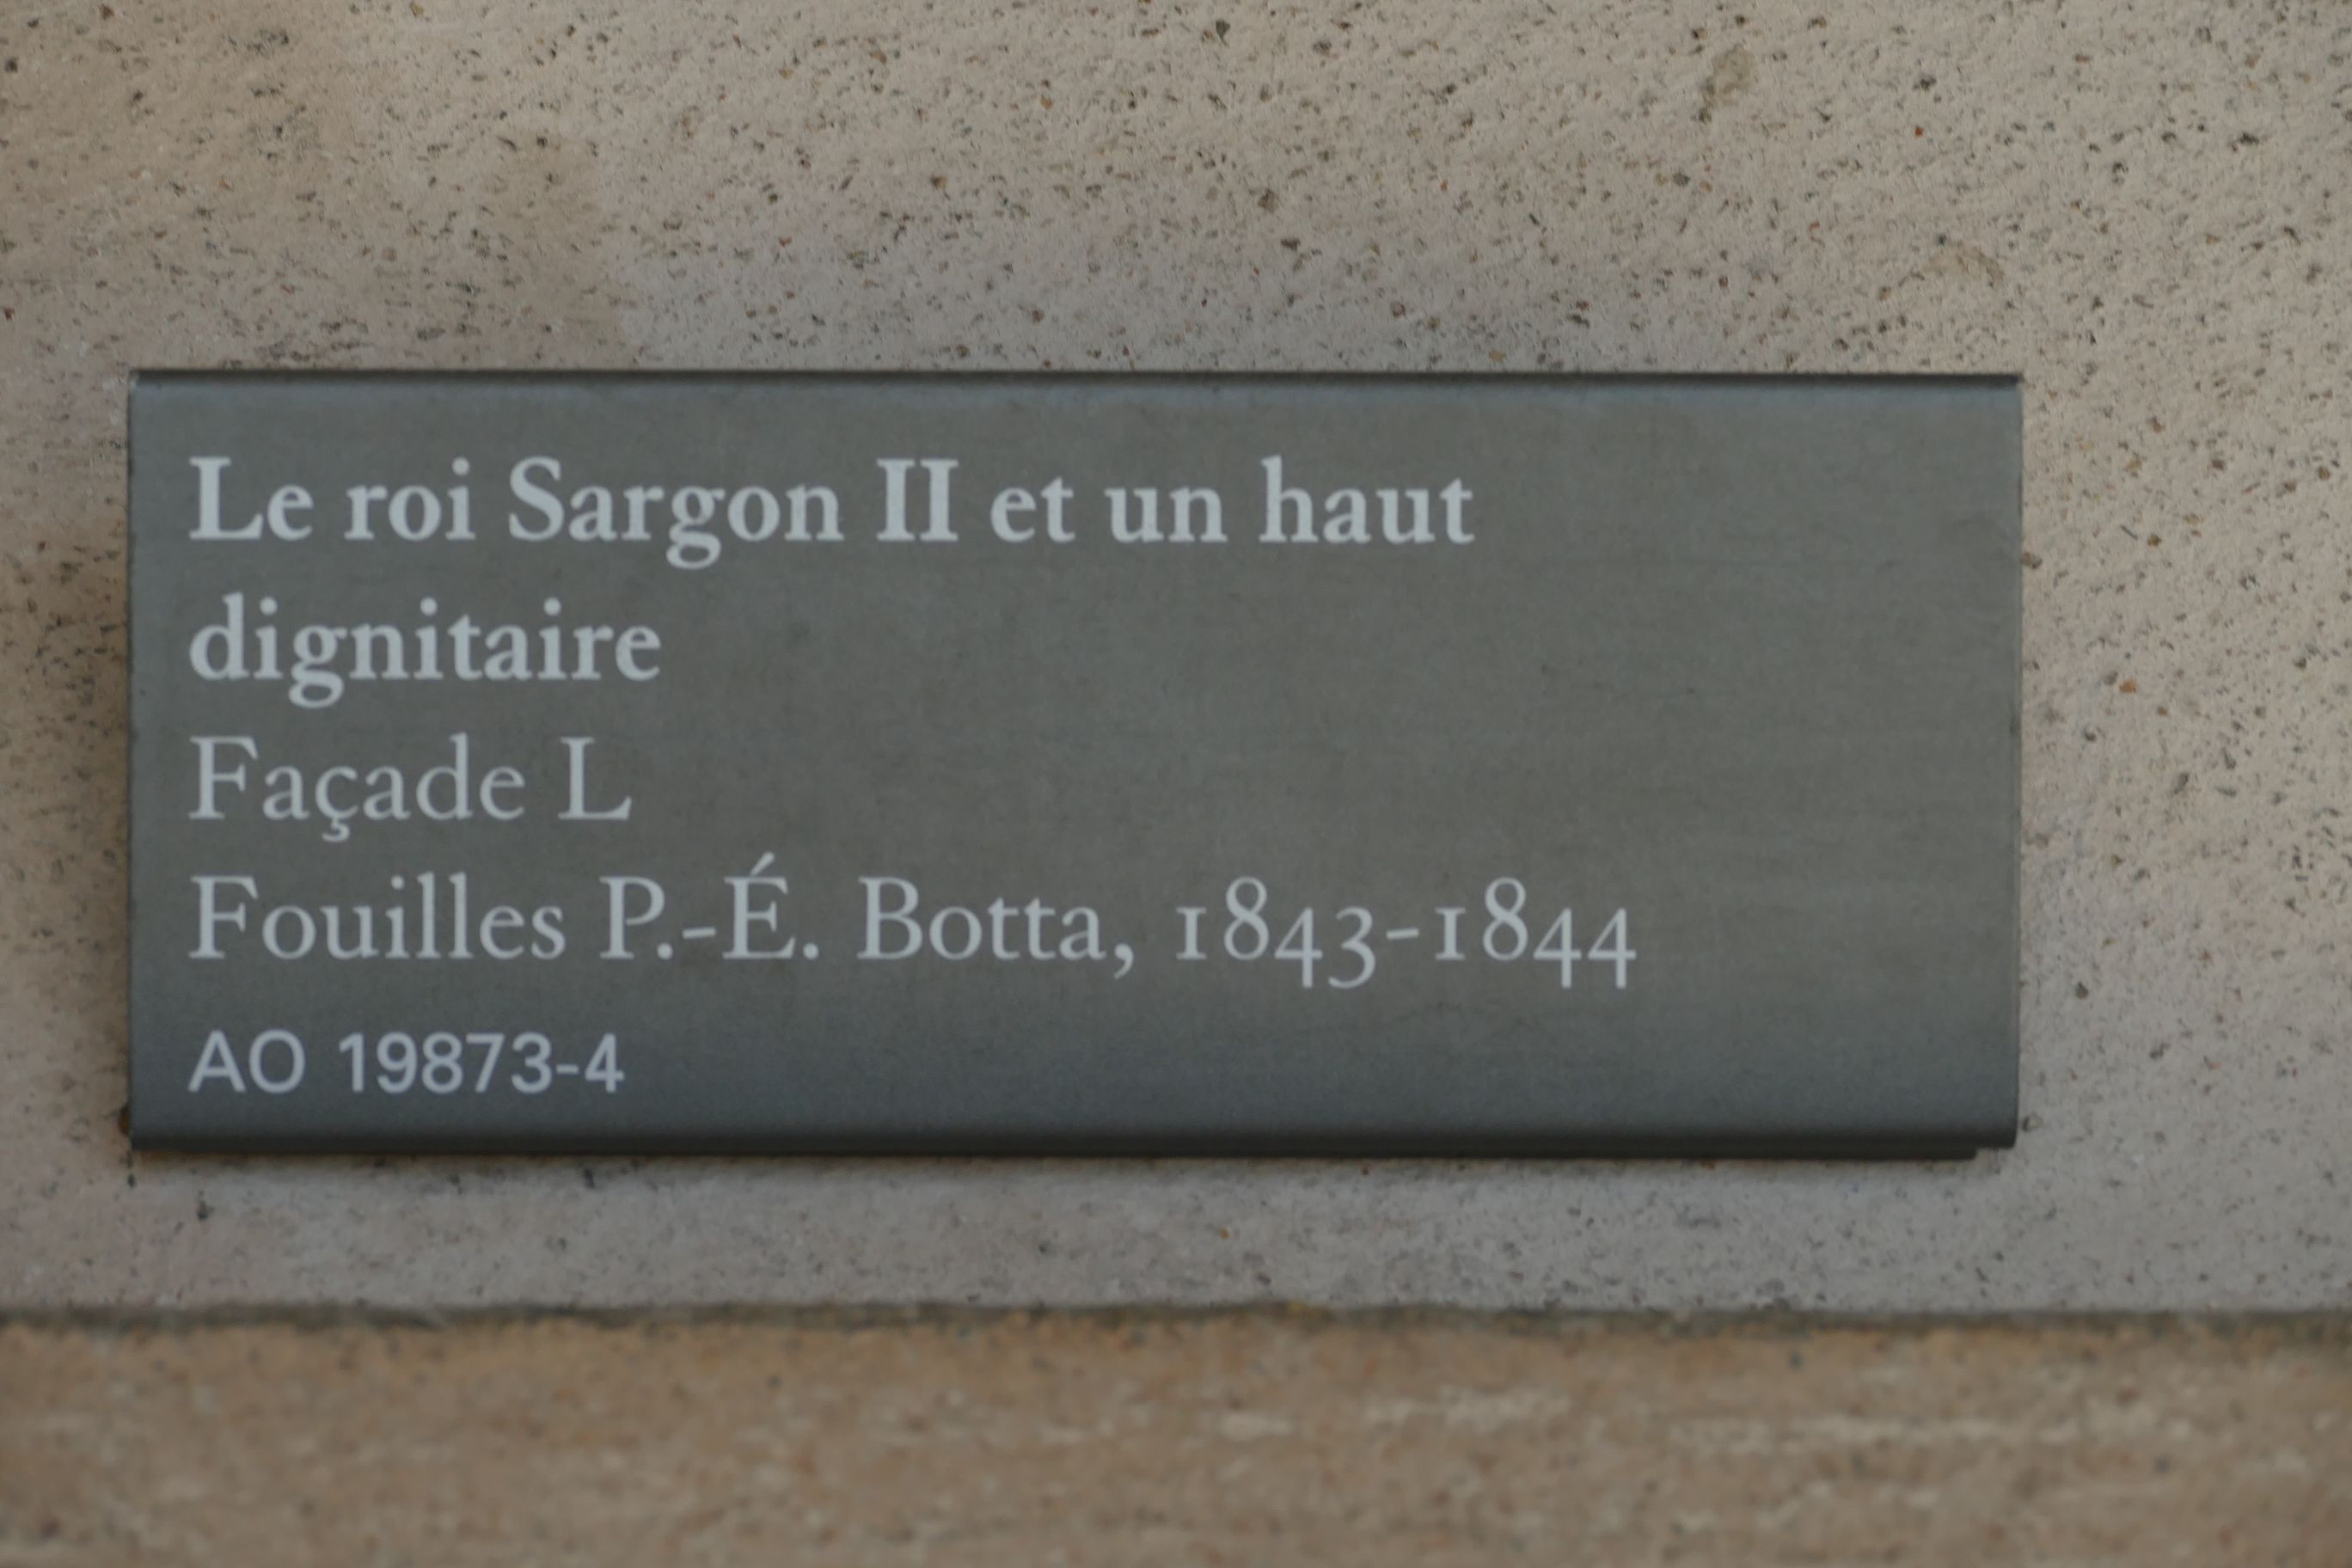 Le roi Sargon II et un haut
dignitaire
Façade L
Fouilles P.-É. Botta, 1843-1844
AO 19873-4